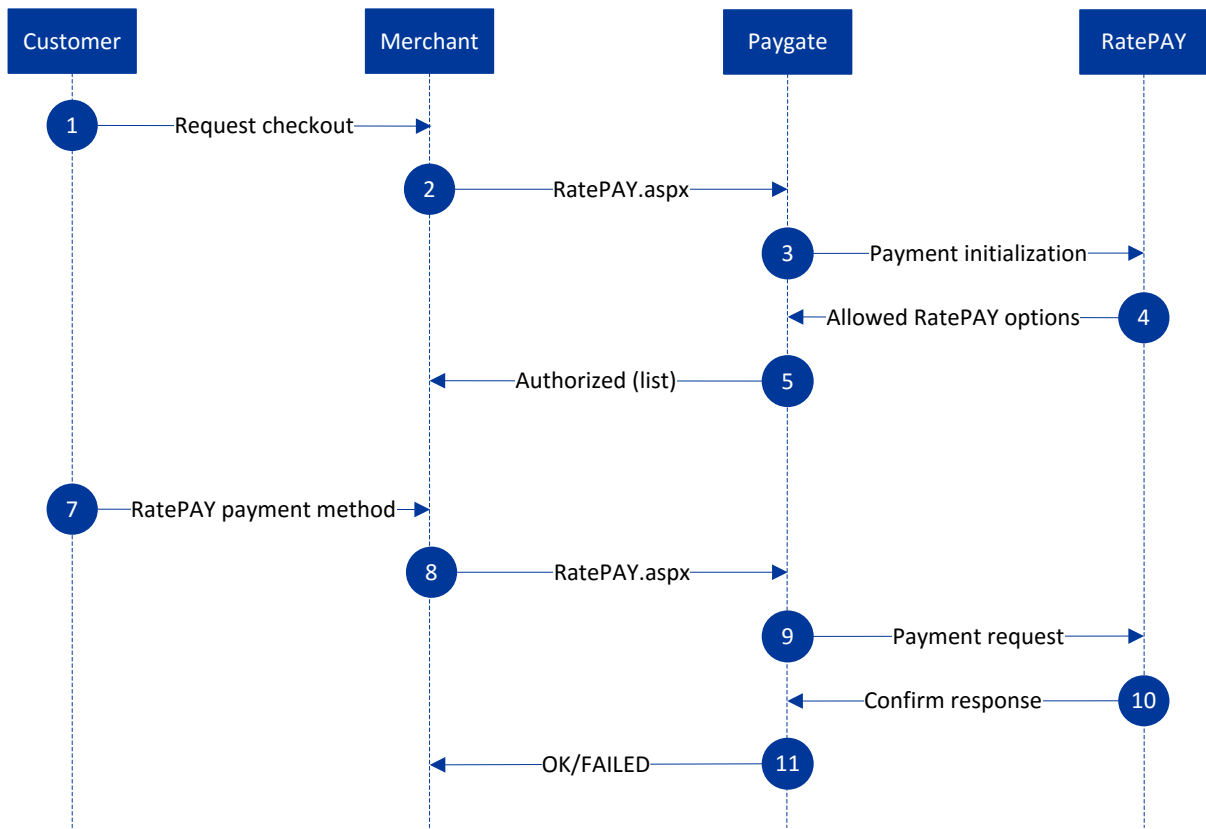 Customer
Merchant
Paygate
RatePAY
1
Request checkout
2
RatePAY.aspx
3
Payment initialization
Allowed RatePAY options
4
Authorized (list)
5
7
RatePAY payment method
8
RatePAY.aspx
9
Payment request
Confirm response
10
OK/FAILED
11